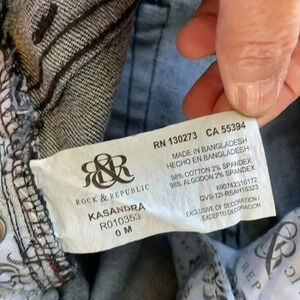 RN 130273 CA 55394
MADE IN BANGLADESH
HECHO EN BANGLADESH
98% COTTON 2% SPANDEX
98% ALGODON 2% SPANDEX
690742316172
EXCLUSIVE OF DECORATION /
EXCEPTO DECORACION
R&R
ROCK & REPUBLIC
KASANDRA
R010353
0 M